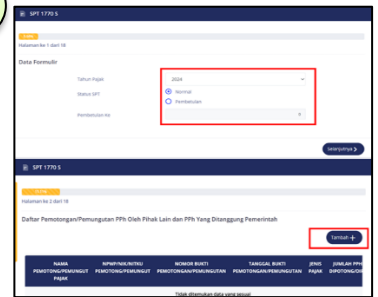 SPT 1770 S
Halaman ke 1 dari 18
Data Formulir
Tahun Pajak
2024
Status SPT
Normal
Pembetulan
Pembetulan Ke
Selanjutnya >
SPT 1770 S
Halaman ke 2 dari 18
Daftar Pemotongan/Pemungutan PPh Oleh Pihak Lain dan PPh Yang Ditanggung Pemerintah
Tambah +
NAMA PEMOTONG/PEMUNGUT PAJAK
NPWP/NIK/NITKU PEMOTONG/PEMUNGUT
NOMOR BUKTI PEMOTONGAN/PEMUNGUTAN
TANGGAL BUKTI PEMOTONGAN/PEMUNGUTAN
JENIS PAJAK
JUMLAH PPH
Tidak ditemukan data yang sesuai